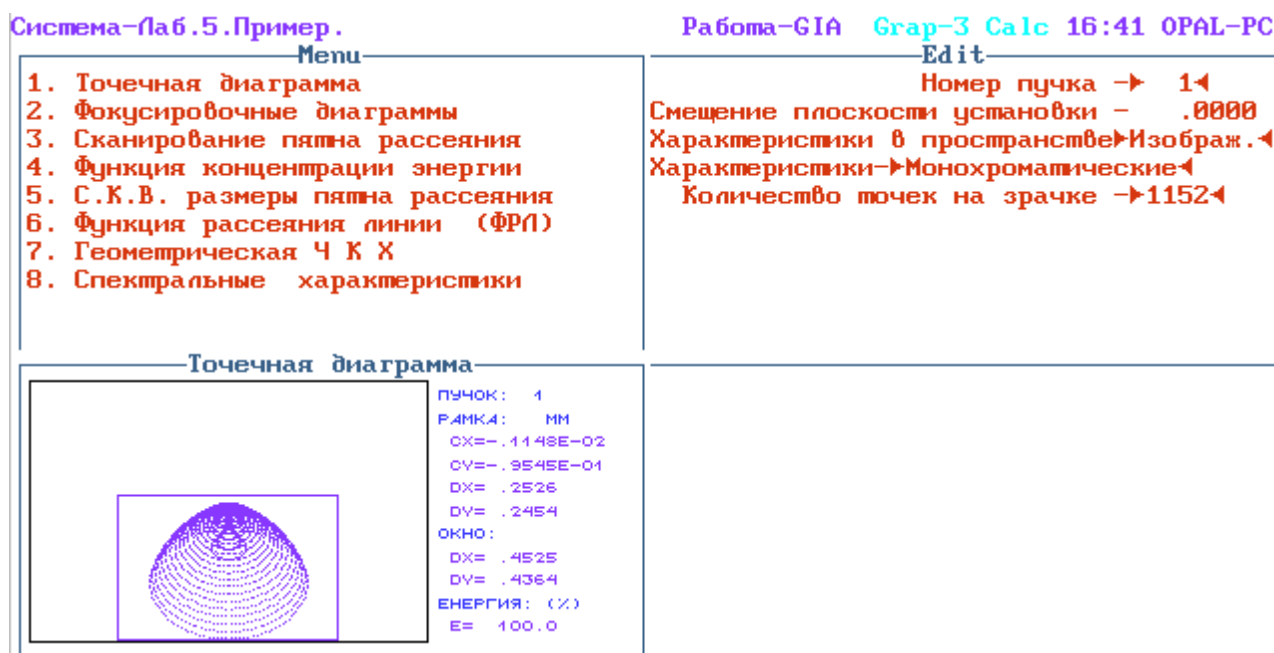 Система-Лаб.5.Пример. Работа-GIA Grap-3 Calc 16:41 OPAL-PC
Menu
1. Точечная диаграмма
2. Фокусировочные диаграммы
3. Сканирование пятна рассеяния
4. Функция концентрации энергии
5. С.К.В. размеры пятна рассеяния
6. Функция рассеяния линии (ФРЛ)
7. Геометрическая Ч К Х
8. Спектральные характеристики
Edit
Номер пучка -► 1◄
Смещение плоскости установки - .0000
Характеристики в пространстве►Изображ.◄
Характеристики-►Монохроматические◄
Количество точек на зрачке -►1152◄
Точечная диаграмма
ПУЧОК: 1
РАМКА: ММ
CX=-.1148E-02
CY=-.9545E-01
DX= .2526
DY= .2454
ОКНО:
DX= .4525
DY= .4364
ЕНЕРГИЯ: (%)
E= 100.0